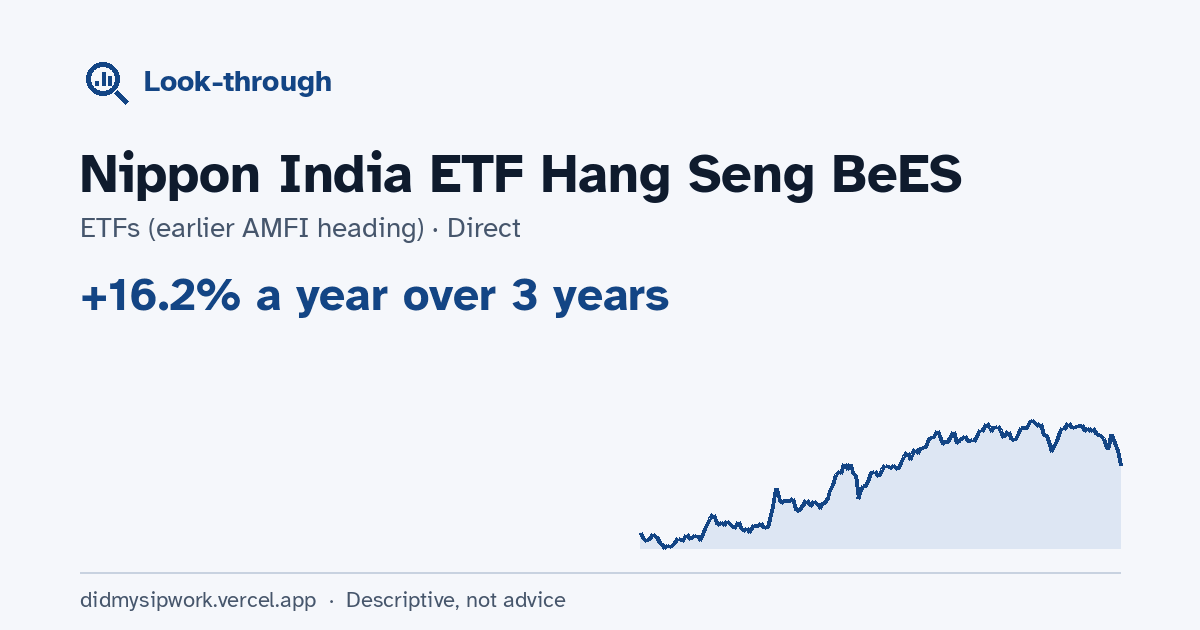 Look-through
Nippon India ETF Hang Seng BeES
ETFs (earlier AMFI heading) · Direct
+16.2% a year over 3 years
didmysipwork.vercel.app · Descriptive, not advice